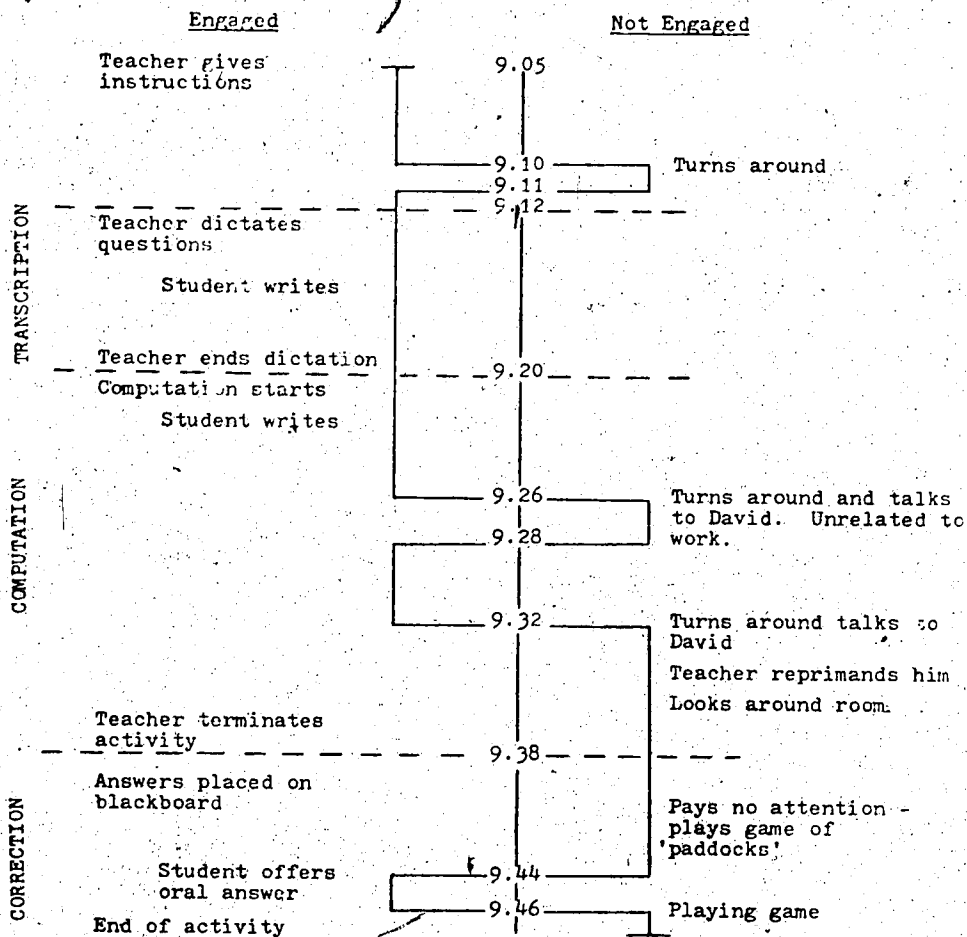 Engaged
Not Engaged
Teacher gives
instructions
9.05
9.10
Turns around
9.11
9.12
TRANSCRIPTION
Teacher dictates
questions
Student writes
Teacher ends dictation
9.20
Computation starts
Student writes
COMPUTATION
9.26
Turns around and talks
to David. Unrelated to
work.
9.28
9.32
Turns around talks to
David
Teacher reprimands him
Looks around room.
Teacher terminates
activity
9.38
Answers placed on
blackboard
CORRECTION
Pays no attention -
plays game of
'paddocks'
Student offers
oral answer
9.44
9.46
Playing game
End of activity